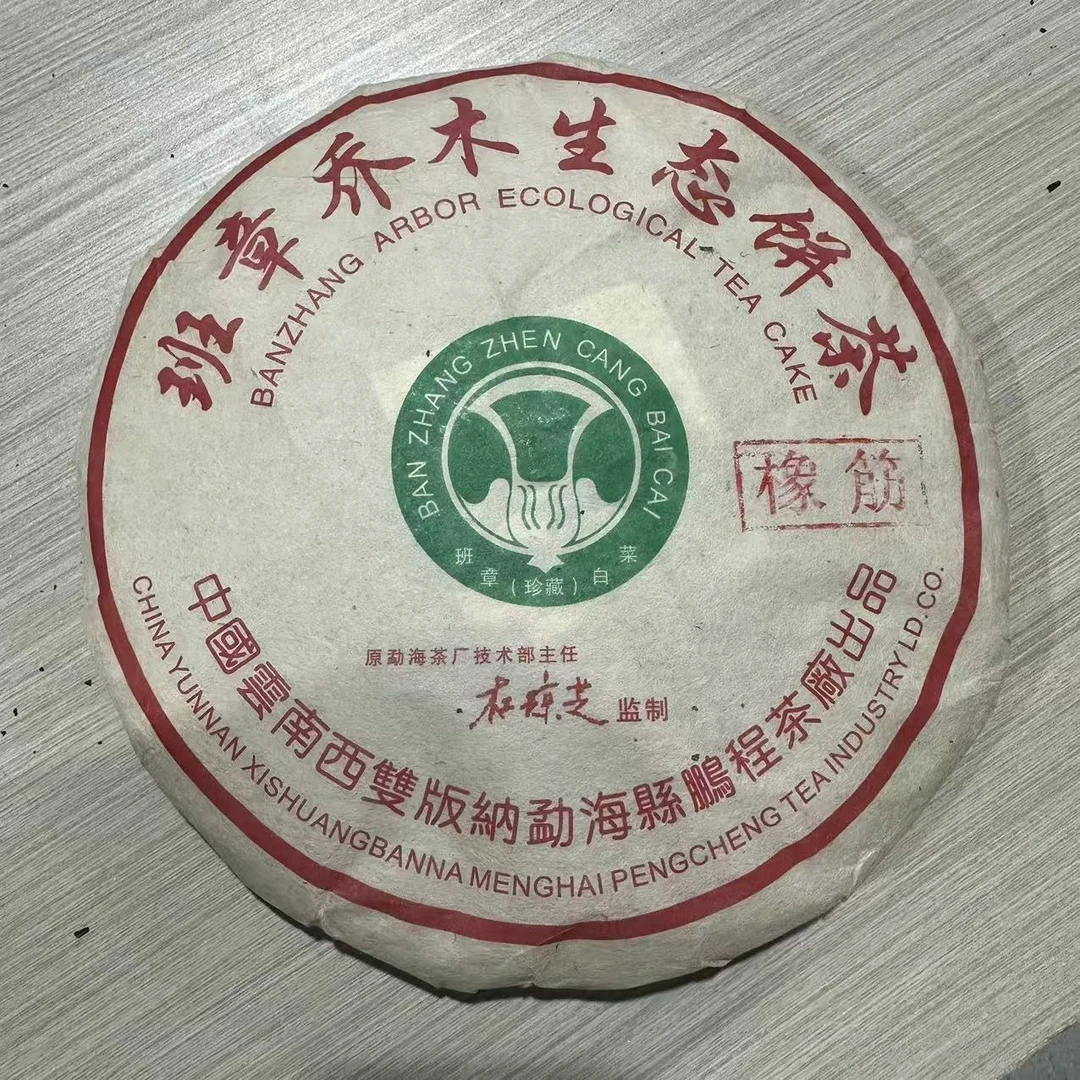 班章乔木生态饼茶
BANZHANG ARBOR ECOLOGICAL TEA CAKE
BAN ZHANG ZHEN CANG BAI CAI
班章(珍藏)白菜
橡筋
原勐海茶厂技术部主任
监制
中國雲南西雙版納勐海縣鵬程茶廠出品
CHINA YUNNAN XISHUANGBANNA MENGHAI PENGCHENG TEA INDUSTRY LD.CO.